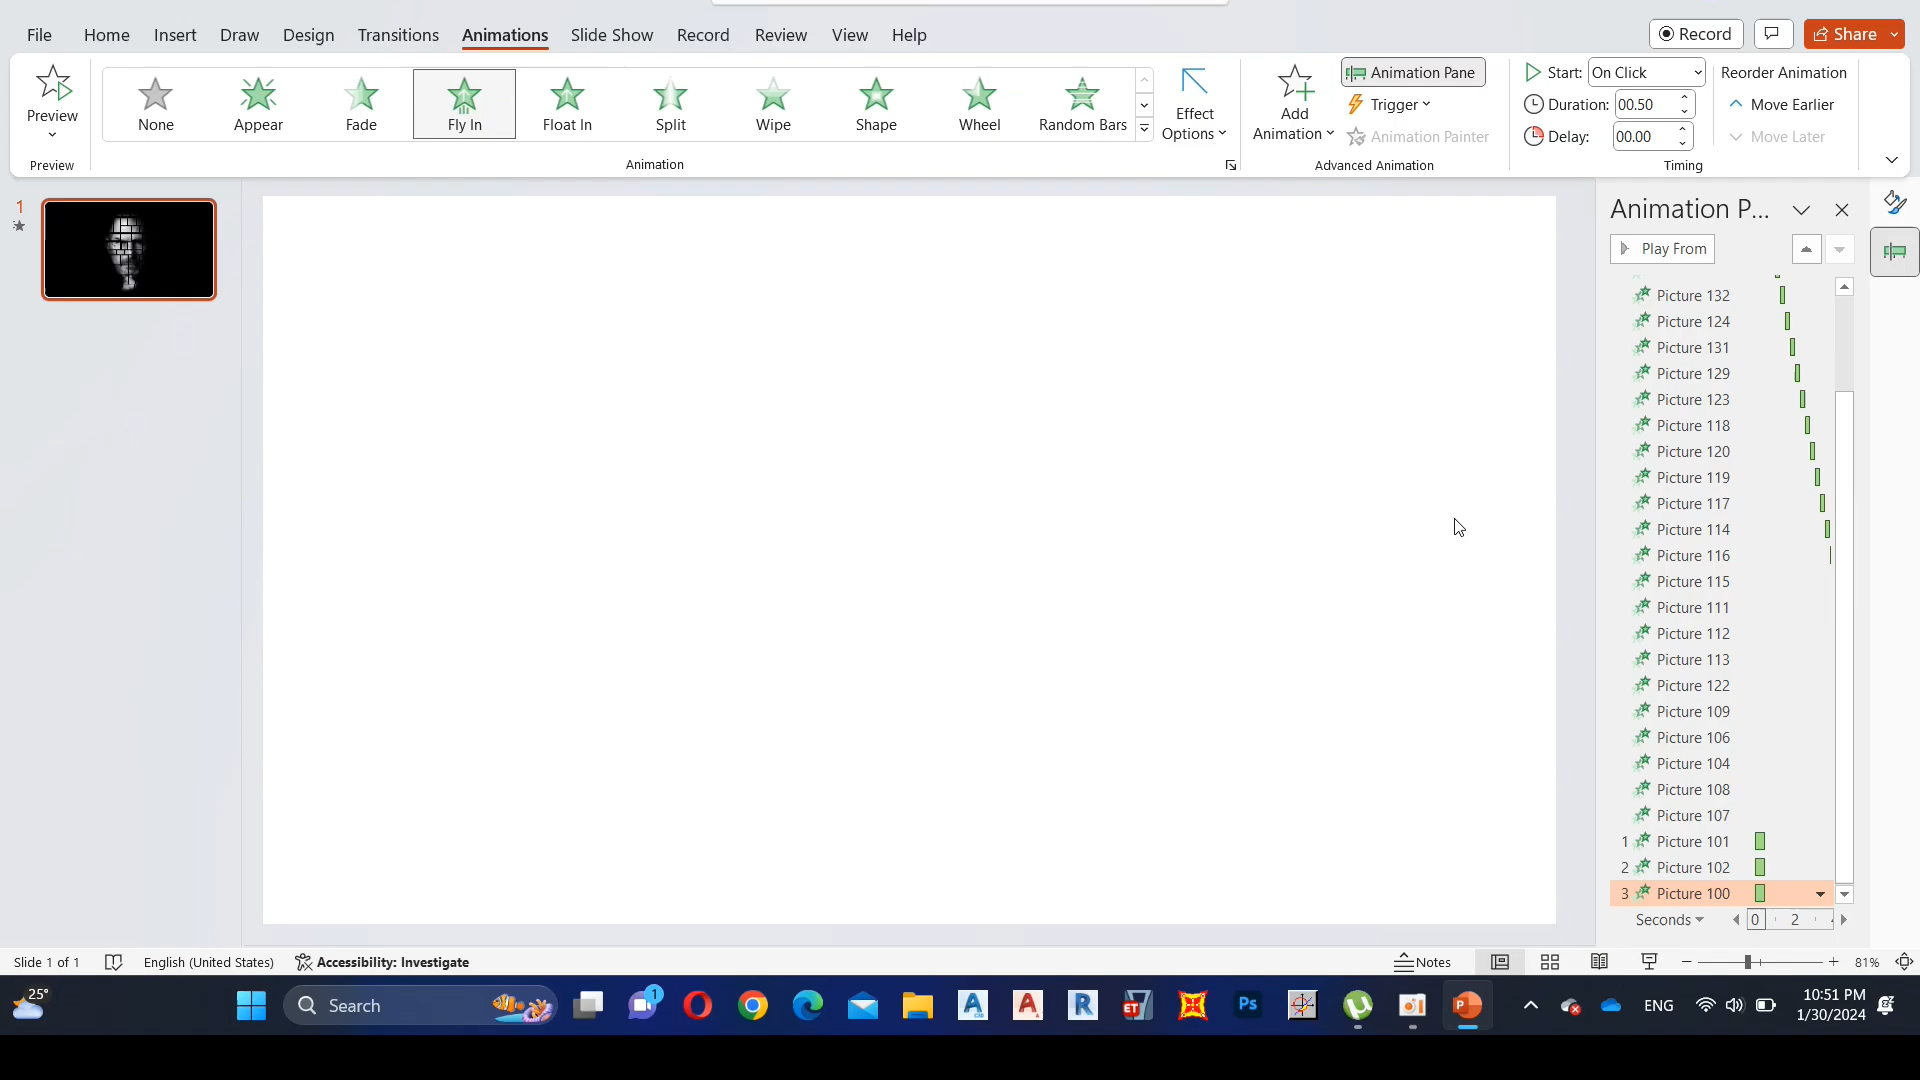 File Home Insert Draw Design Transitions Animations Slide Show Record Review View Help
Record
Share
Preview
Preview
None
Appear
Fade
Fly In
Float In
Split
Wipe
Shape
Wheel
Random Bars
Animation
Effect
Options
Add
Animation
Animation Pane
Trigger
Animation Painter
Advanced Animation
Start: On Click
Duration: 00.50
Delay: 00.00
Reorder Animation
Move Earlier
Move Later
Timing
1
Animation P...
Play From
Picture 132
Picture 124
Picture 131
Picture 129
Picture 123
Picture 118
Picture 120
Picture 119
Picture 117
Picture 114
Picture 116
Picture 115
Picture 111
Picture 112
Picture 113
Picture 122
Picture 109
Picture 106
Picture 104
Picture 108
Picture 107
1 Picture 101
2 Picture 102
3 Picture 100
Seconds 0 2
Slide 1 of 1 English (United States) Accessibility: Investigate Notes 81%
25° Search 1 ET Ps ENG 10:51 PM
1/30/2024